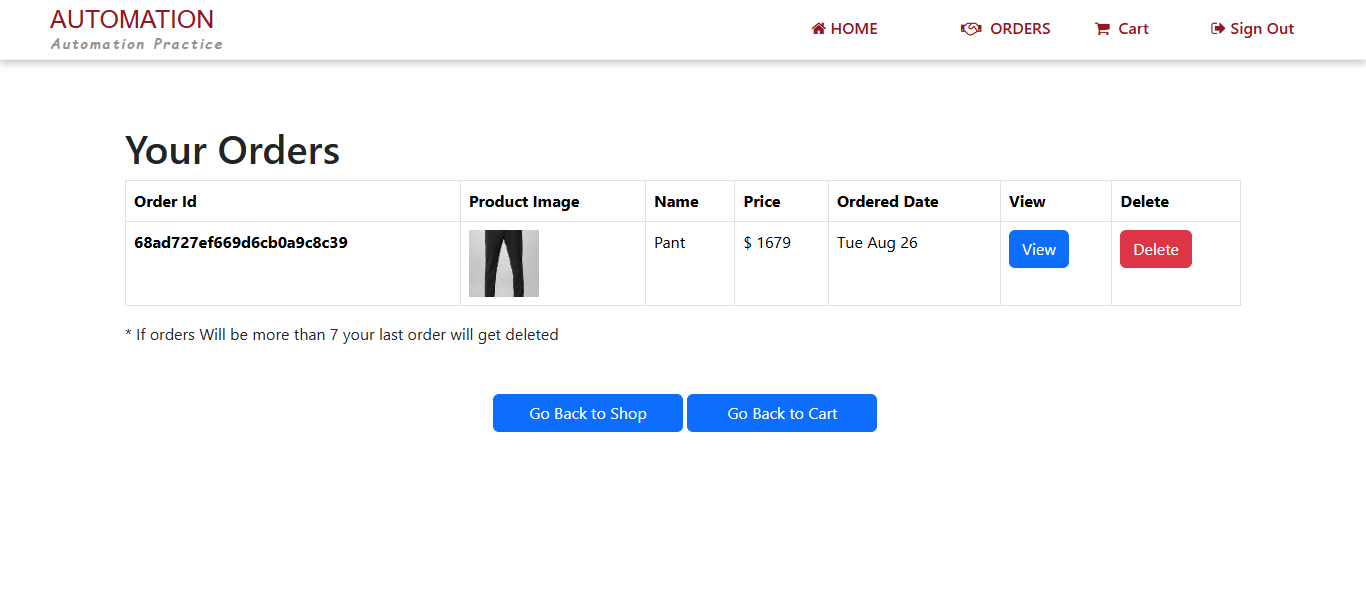 AUTOMATION
Automation Practice
HOME ORDERS Cart Sign Out
Your Orders
Order Id Product Image Name Price Ordered Date View Delete
68ad727ef669d6cb0a9c8c39 Pant $ 1679 Tue Aug 26 View Delete
* If orders Will be more than 7 your last order will get deleted
Go Back to Shop Go Back to Cart